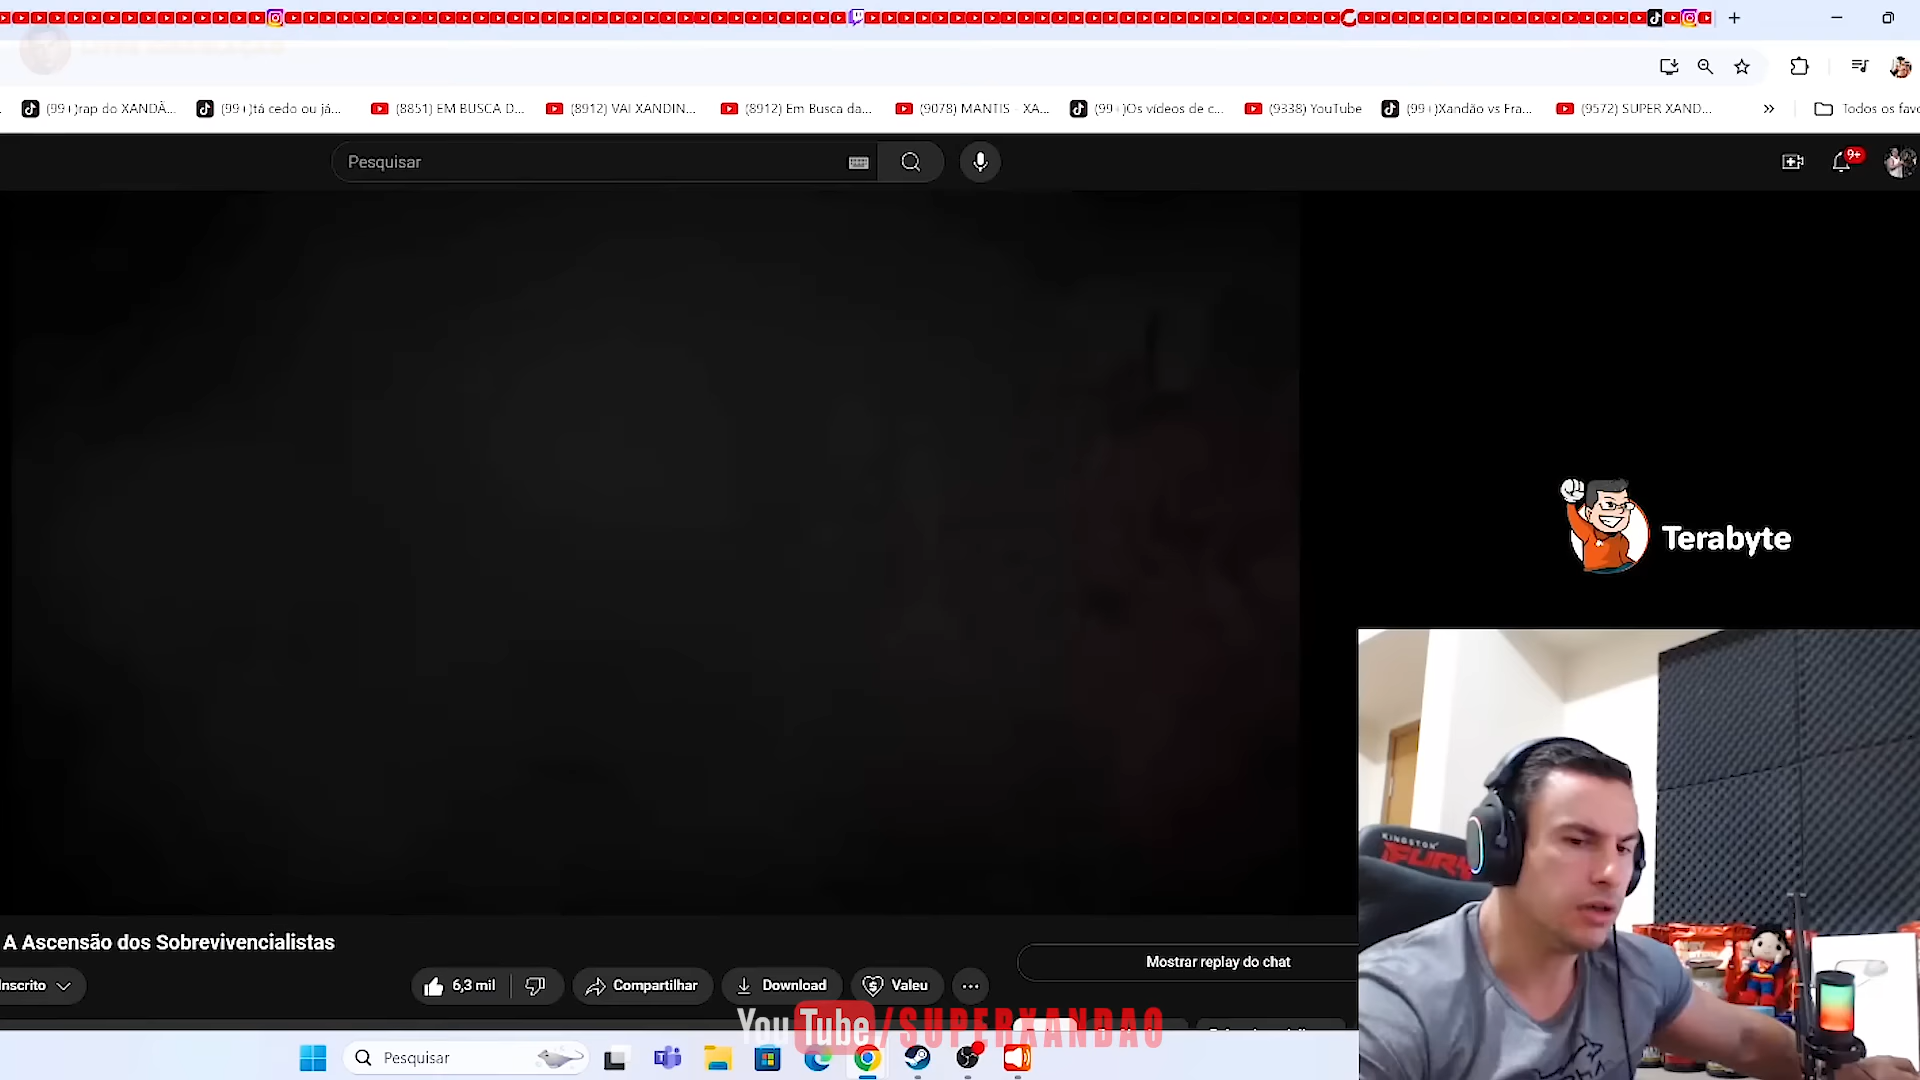 (99+)rap do XANDÃ... (99+)tá cedo ou já... (8851) EM BUSCA D... (8912) VAI XANDIN... (8912) Em Busca da... (9078) MANTIS - XA... (99+)Os vídeos de c... (9338) YouTube (99+)Xandão vs Fra... (9572) SUPER XAND... Todos os favo
Pesquisar
9+
Terabyte
KINGSTON
FURY
A Ascensão dos Sobrevivencialistas
Mostrar replay do chat
Inscrito 6,3 mil Compartilhar Download Valeu
YouTube/SUPERXANDAO
Pesquisar